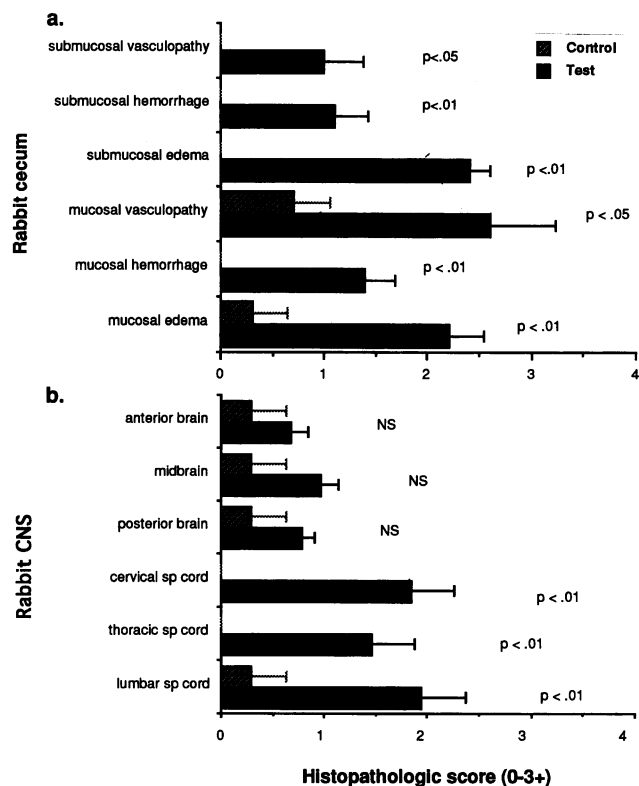 a.
Control
Test
Rabbit cecum
submucosal vasculopathy
p<.05
submucosal hemorrhage
p<.01
submucosal edema
p <.01
mucosal vasculopathy
p < .05
mucosal hemorrhage
p < .01
mucosal edema
p < .01
0 1 2 3 4
b.
Rabbit CNS
anterior brain
NS
midbrain
NS
posterior brain
NS
cervical sp cord
p < .01
thoracic sp cord
p < .01
lumbar sp cord
p < .01
0 1 2 3 4
Histopathologic score (0-3+)